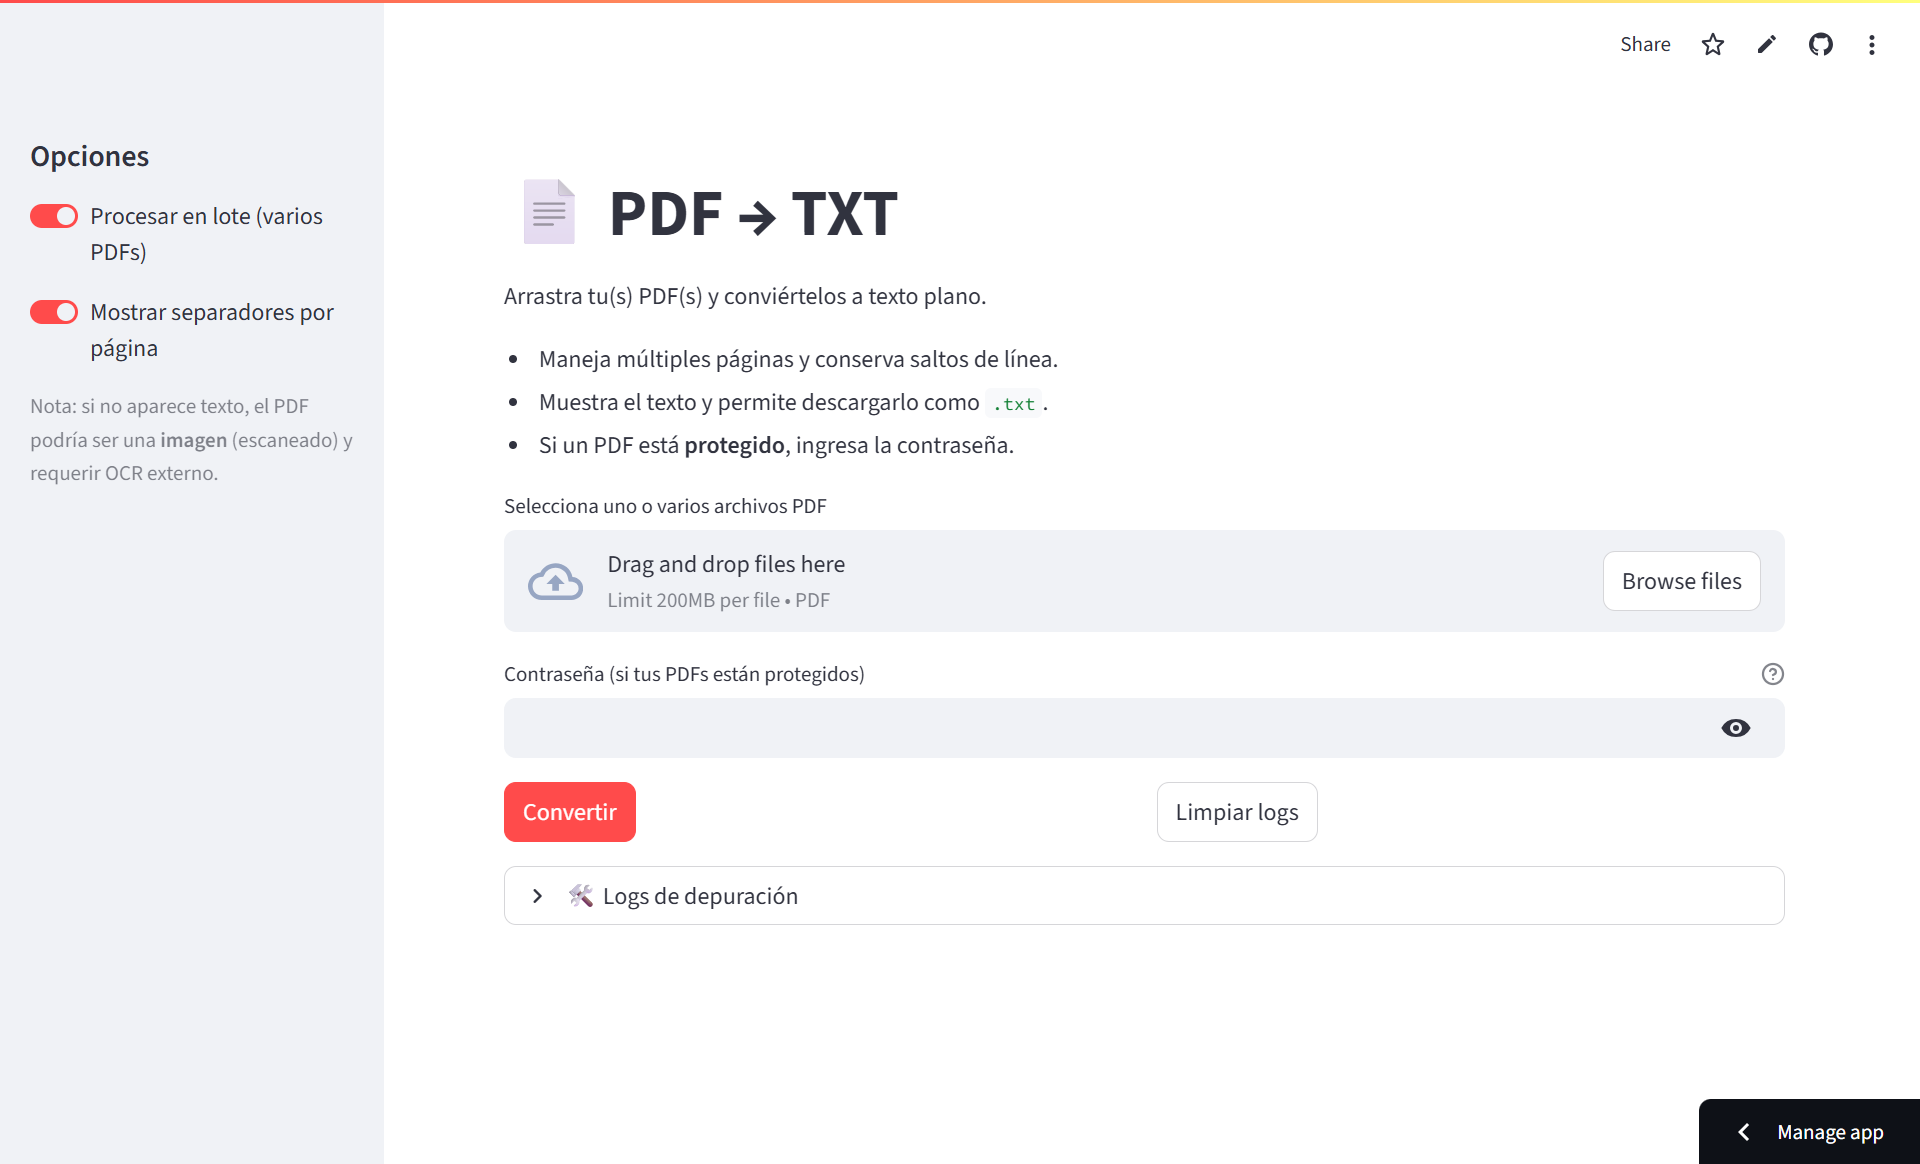 Share
Opciones
Procesar en lote (varios
PDFs)
Mostrar separadores por
página
Nota: si no aparece texto, el PDF
podría ser una imagen (escaneado) y
requerir OCR externo.
PDF → TXT
Arrastra tu(s) PDF(s) y conviértelos a texto plano.
• Maneja múltiples páginas y conserva saltos de línea.
• Muestra el texto y permite descargarlo como .txt .
• Si un PDF está protegido, ingresa la contraseña.
Selecciona uno o varios archivos PDF
Drag and drop files here
Limit 200MB per file • PDF
Browse files
Contraseña (si tus PDFs están protegidos)
Convertir
Limpiar logs
Logs de depuración
Manage app